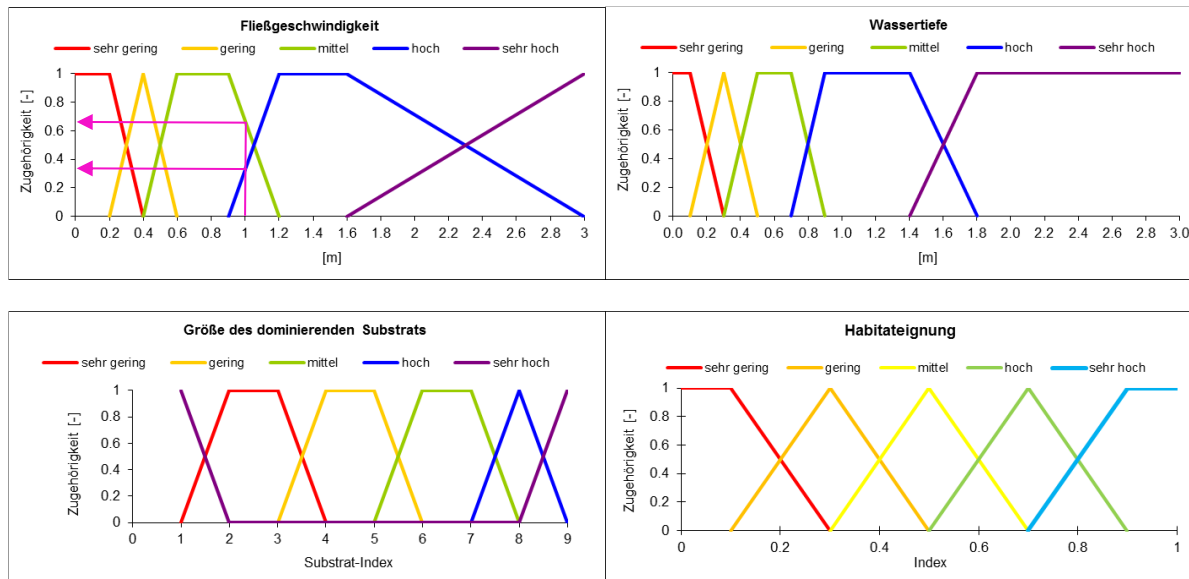 Fließgeschwindigkeit
sehr gering gering mittel hoch sehr hoch
Zugehörigkeit [-]
1
0.8
0.6
0.4
0.2
0
0 0.2 0.4 0.6 0.8 1 1.2 1.4 1.6 1.8 2 2.2 2.4 2.6 2.8 3
[m]
Wassertiefe
sehr gering gering mittel hoch sehr hoch
Zugehörigkeit [-]
1
0.8
0.6
0.4
0.2
0
0.0 0.2 0.4 0.6 0.8 1.0 1.2 1.4 1.6 1.8 2.0 2.2 2.4 2.6 2.8 3.0
[m]
Größe des dominierenden Substrats
sehr gering gering mittel hoch sehr hoch
Zugehörigkeit [-]
1
0.8
0.6
0.4
0.2
0
1 2 3 4 5 6 7 8 9
Substrat-Index
Habitateignung
sehr gering gering mittel hoch sehr hoch
Zugehörigkeit [-]
1
0.8
0.6
0.4
0.2
0
0 0.2 0.4 0.6 0.8 1
Index